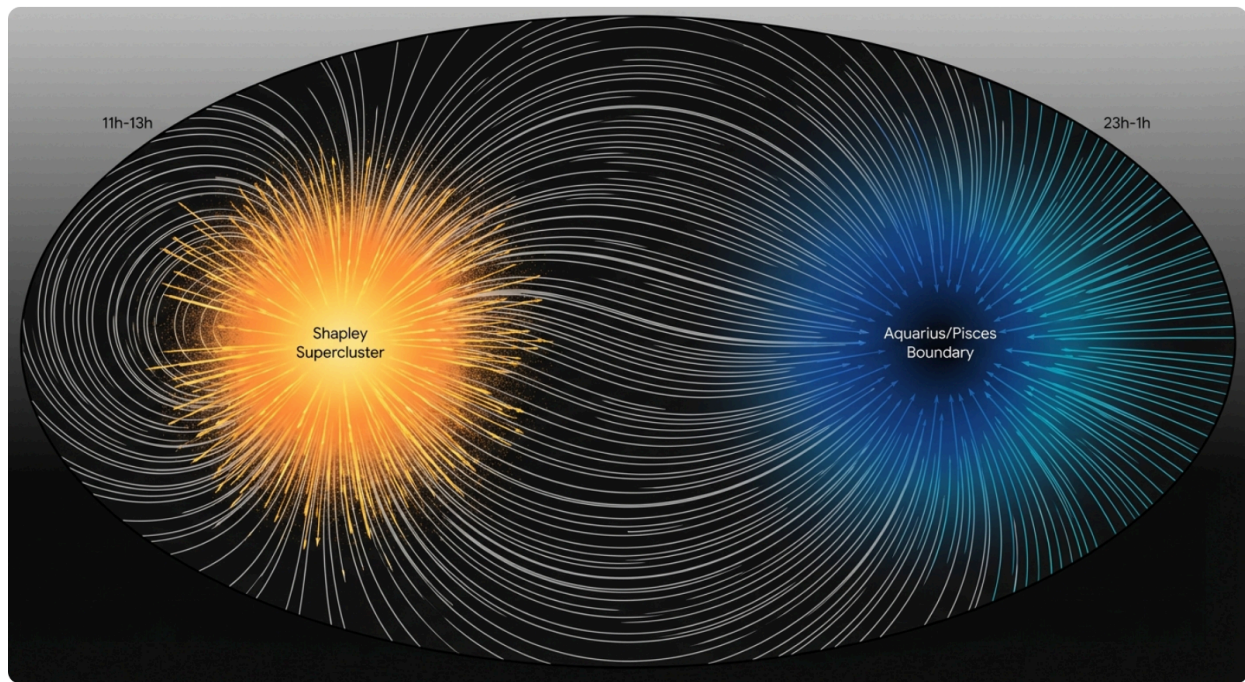 11h-13h
23h-1h
Shapley
Supercluster
Aquarius/Pisces
Boundary